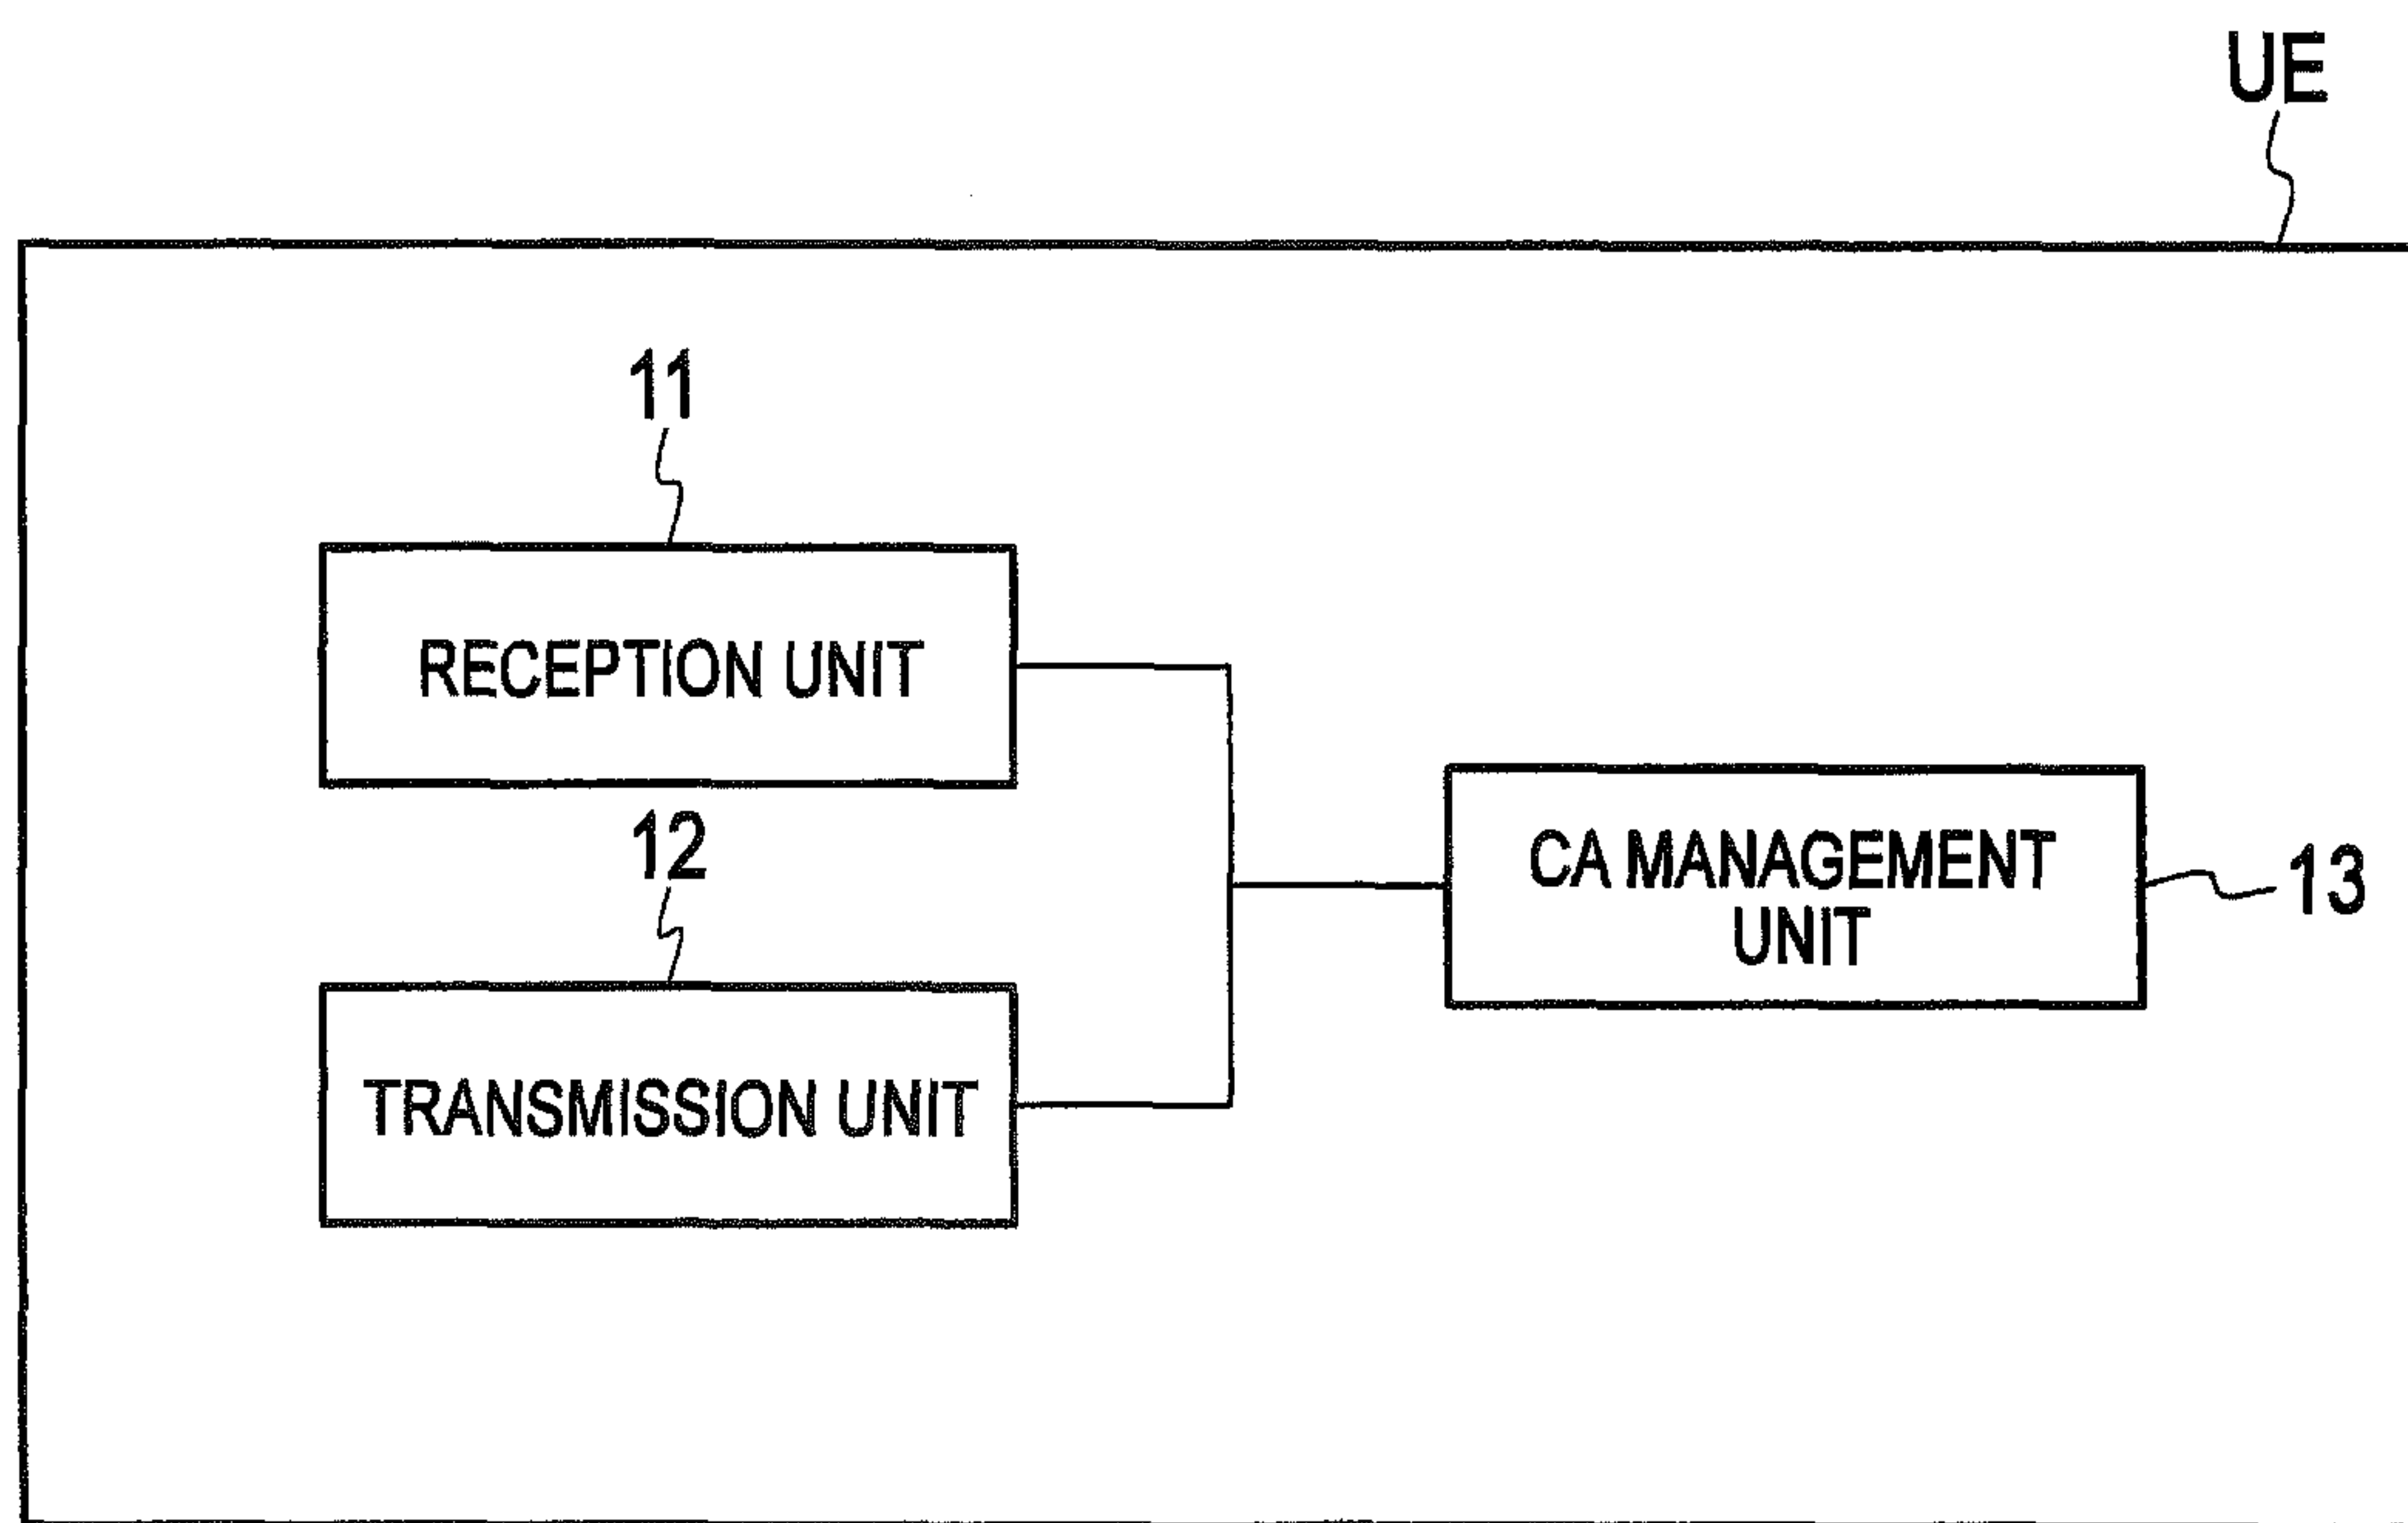 UE
11
RECEPTION UNIT
12
CA MANAGEMENT
UNIT
13
TRANSMISSION UNIT